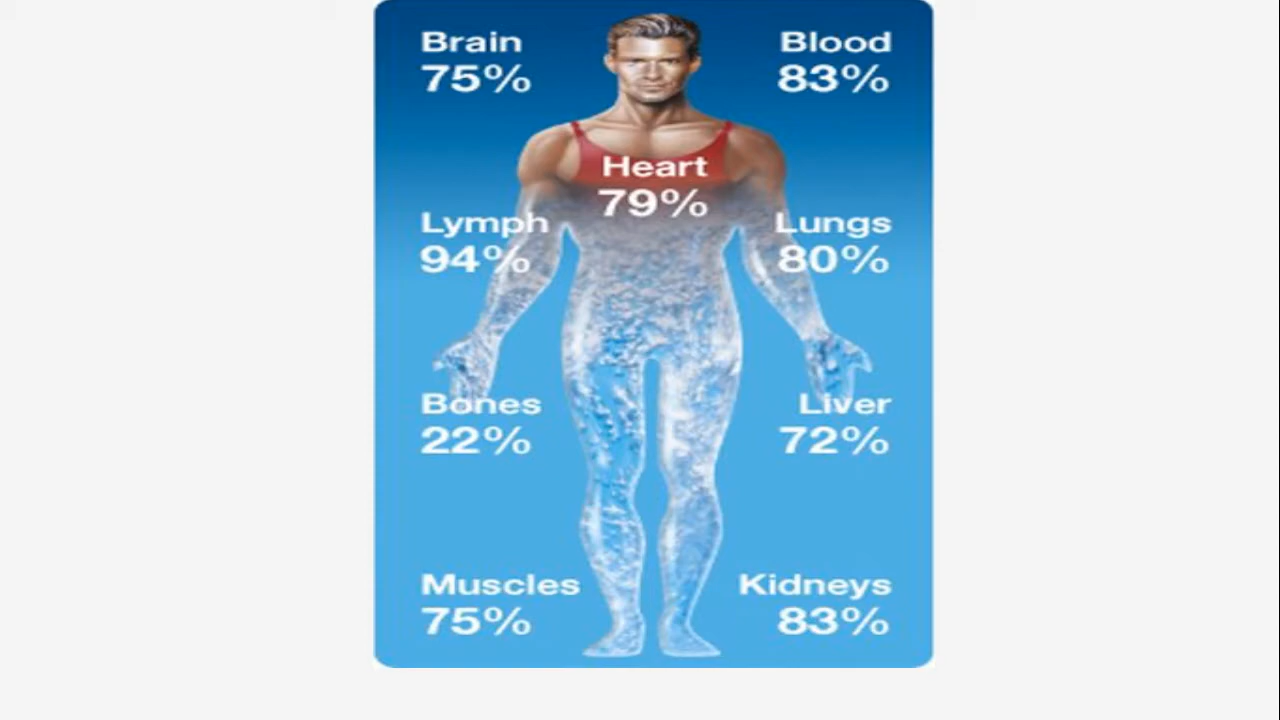 Brain
75%
Blood
83%
Heart
79%
Lymph
94%
Lungs
80%
Bones
22%
Liver
72%
Muscles
75%
Kidneys
83%